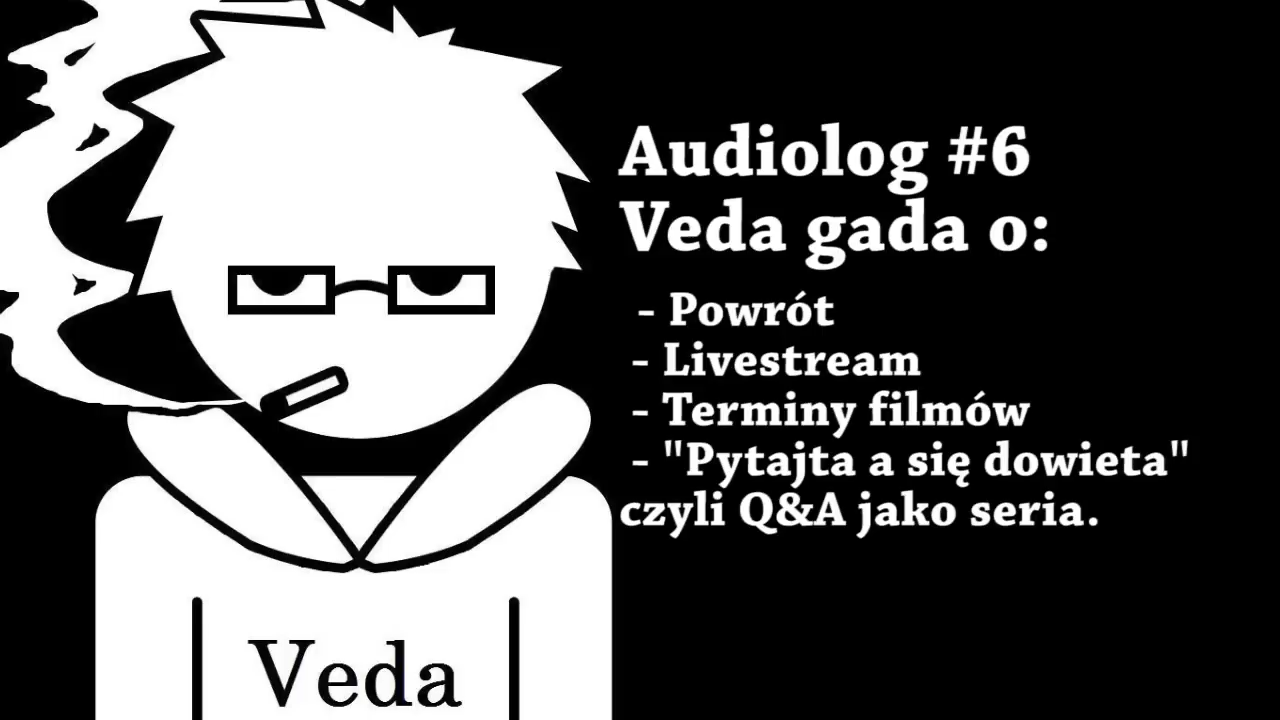 Audiolog #6
Veda gada o:
- Powrót
- Livestream
- Terminy filmów
- "Pytajta a się dowieta"
czyli Q&A jako seria.
Veda